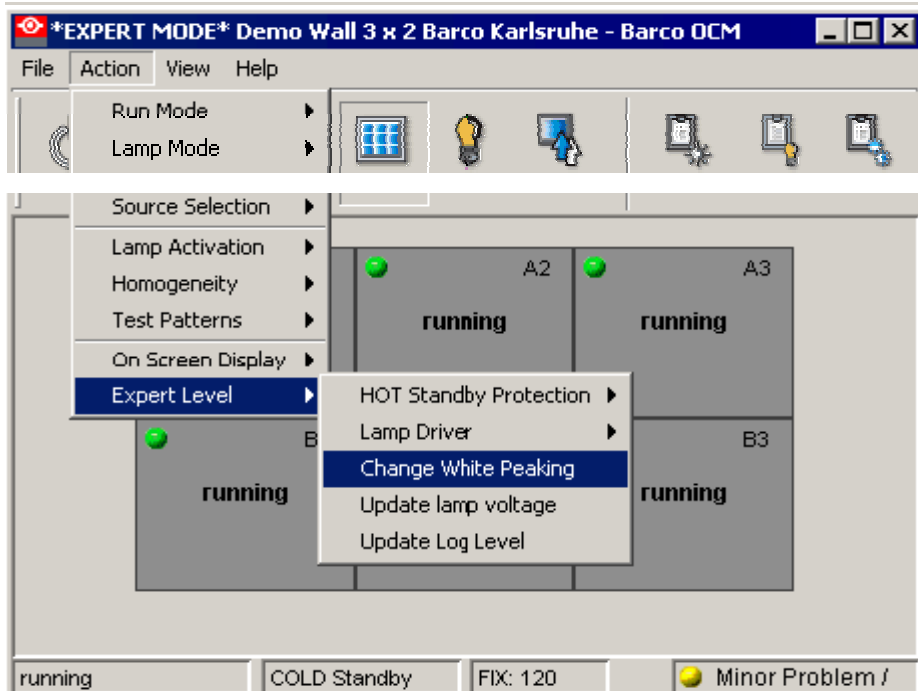 *EXPERT MODE* Demo Wall 3 x 2 Barco Karlsruhe - Barco OCM
File Action View Help
Run Mode
Lamp Mode
Source Selection
Lamp Activation
Homogeneity
Test Patterns
On Screen Display
Expert Level
A2
running
A3
running
HOT Standby Protection
Lamp Driver
Change White Peaking
Update lamp voltage
Update Log Level
B
running
B3
running
running COLD Standby FIX: 120 Minor Problem /